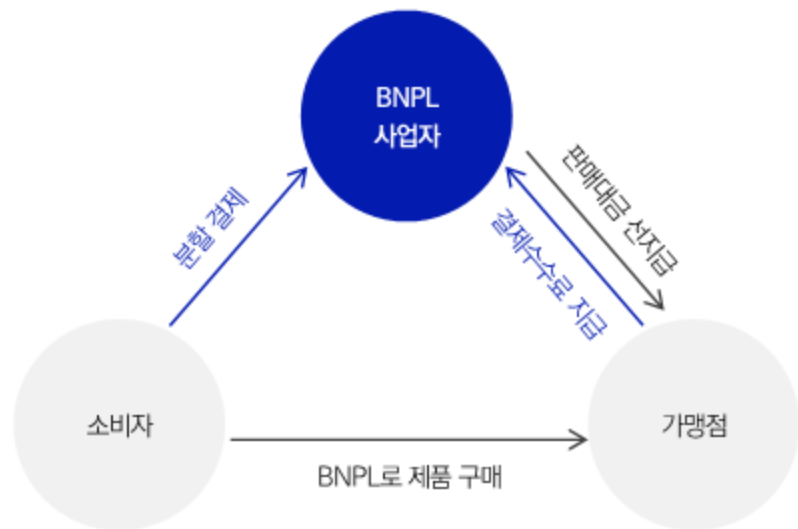 BNPL
사업자
분할 결제
판매대금 선지급
결제수수료 지급
소비자
가맹점
BNPL로 제품 구매